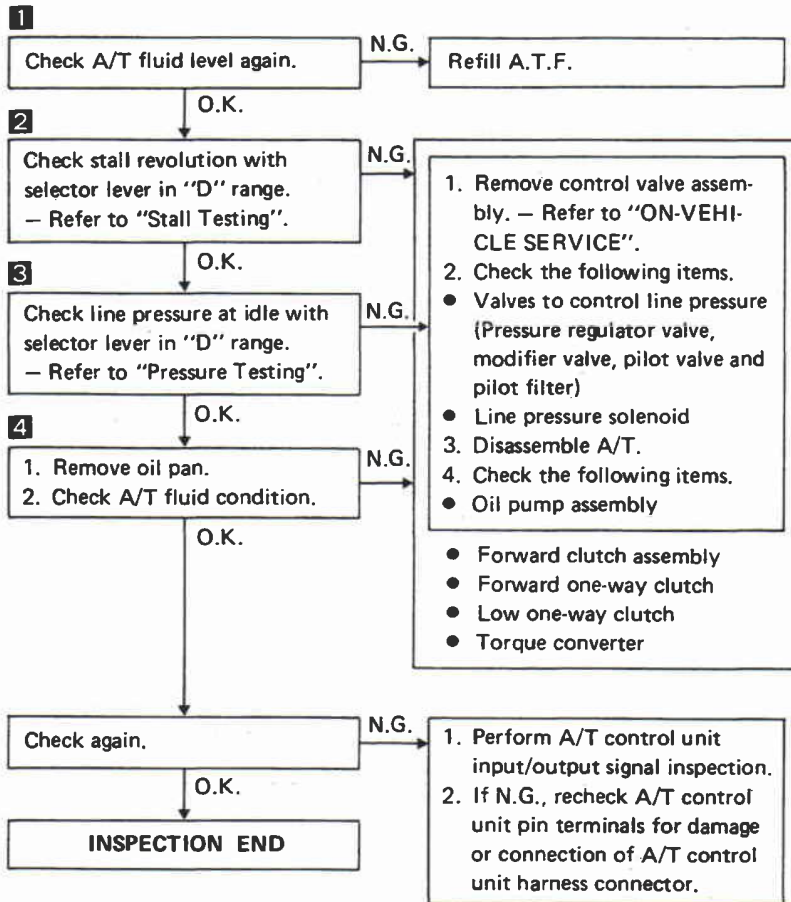 1
Check A/T fluid level again.
N.G.
Refill A.T.F.
O.K.
2
Check stall revolution with
selector lever in "D" range.
— Refer to "Stall Testing".
N.G.
O.K.
3
Check line pressure at idle with
selector lever in "D" range.
— Refer to "Pressure Testing".
N.G.
O.K.
4
1. Remove oil pan.
2. Check A/T fluid condition.
N.G.
O.K.
1. Remove control valve assem-
bly. — Refer to "ON-VEHI-
CLE SERVICE".
2. Check the following items.
● Valves to control line pressure
(Pressure regulator valve,
modifier valve, pilot valve and
pilot filter)
● Line pressure solenoid
3. Disassemble A/T.
4. Check the following items.
● Oil pump assembly
● Forward clutch assembly
● Forward one-way clutch
● Low one-way clutch
● Torque converter
Check again.
N.G.
O.K.
INSPECTION END
1. Perform A/T control unit
input/output signal inspection.
2. If N.G., recheck A/T control
unit pin terminals for damage
or connection of A/T control
unit harness connector.